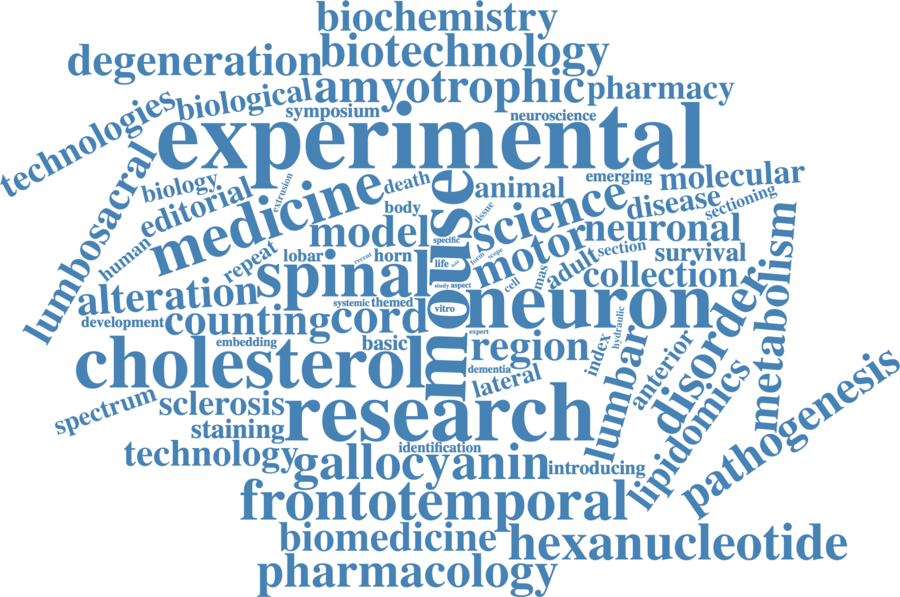 biochemistry
degeneration
biotechnology
amyotrophic
pharmacy
technologies
biological
symposium
neuroscience
experimental
lumbosacral
biology
extrusion
medicine
death
mouse
animal
emerging
molecular
editorial
body
tissue
science
disease
sectioning
human
repeat
model
specific
motor
neuronal
lobar
recent
horn
life
form
scope
section
survival
metabolism
spinal
study
aspect
cell
mas
adult
collection
alteration
systemic
themed
vitro
neuron
development
counting
cord
expert
hydraulic
disorder
embedding
basic
region
index
lumbar
anterior
cholesterol
dementia
lateral
pathogenesis
spectrum
sclerosis
research
lipidomics
staining
identification
technology
gallocyanin
introducing
frontotemporal
biomedicine
hexanucleotide
pharmacology